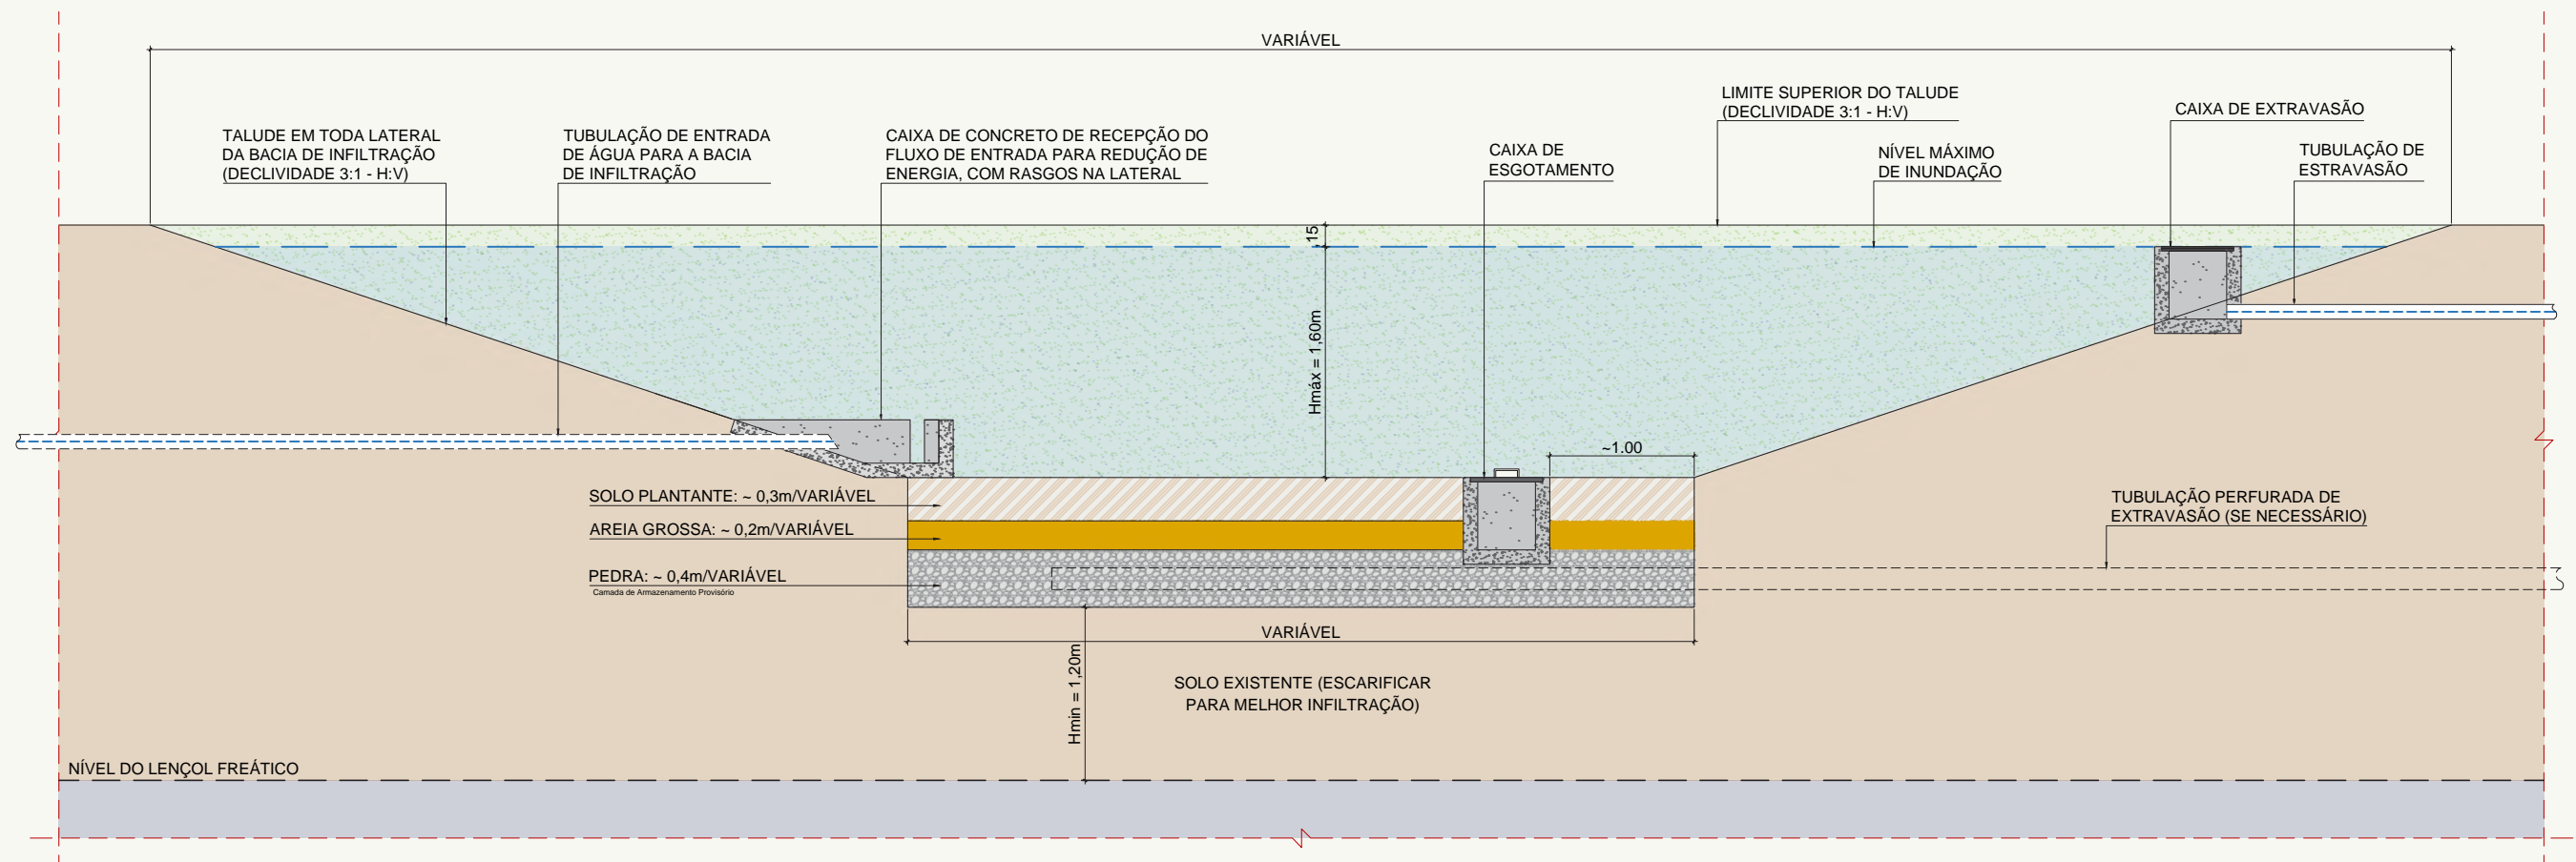 VARIÁVEL
LIMITE SUPERIOR DO TALUDE
(DECLIVIDADE 3:1 - H:V)
CAIXA DE EXTRAVASÃO
TALUDE EM TODA LATERAL
DA BACIA DE INFILTRAÇÃO
(DECLIVIDADE 3:1 - H:V)
TUBULAÇÃO DE ENTRADA
DE ÁGUA PARA A BACIA
DE INFILTRAÇÃO
CAIXA DE CONCRETO DE RECEPÇÃO DO
FLUXO DE ENTRADA PARA REDUÇÃO DE
ENERGIA, COM RASGOS NA LATERAL
CAIXA DE
ESGOTAMENTO
NÍVEL MÁXIMO
DE INUNDAÇÃO
TUBULAÇÃO DE
ESTRAVASÃO
,15
Hmáx = 1,60m
~1.00
SOLO PLANTANTE: ~ 0,3m/VARIÁVEL
AREIA GROSSA: ~ 0,2m/VARIÁVEL
PEDRA: ~ 0,4m/VARIÁVEL
Camada de Armazenamento Provisório
TUBULAÇÃO PERFURADA DE
EXTRAVASÃO (SE NECESSÁRIO)
VARIÁVEL
Hmin = 1,20m
SOLO EXISTENTE (ESCARIFICAR
PARA MELHOR INFILTRAÇÃO)
NÍVEL DO LENÇOL FREÁTICO